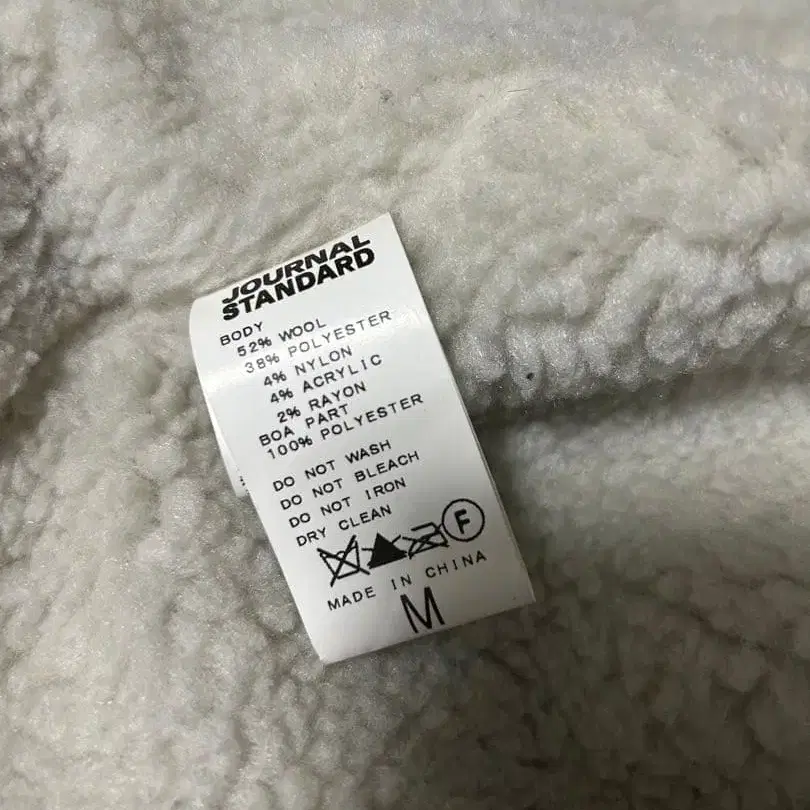 JOURNAL
STANDARD
BODY
52% WOOL
38% POLYESTER
4% NYLON
4% ACRYLIC
2% RAYON
BOA PART
100% POLYESTER
DO NOT WASH
DO NOT BLEACH
DO NOT IRON
DRY CLEAN
F
MADE IN CHINA
M